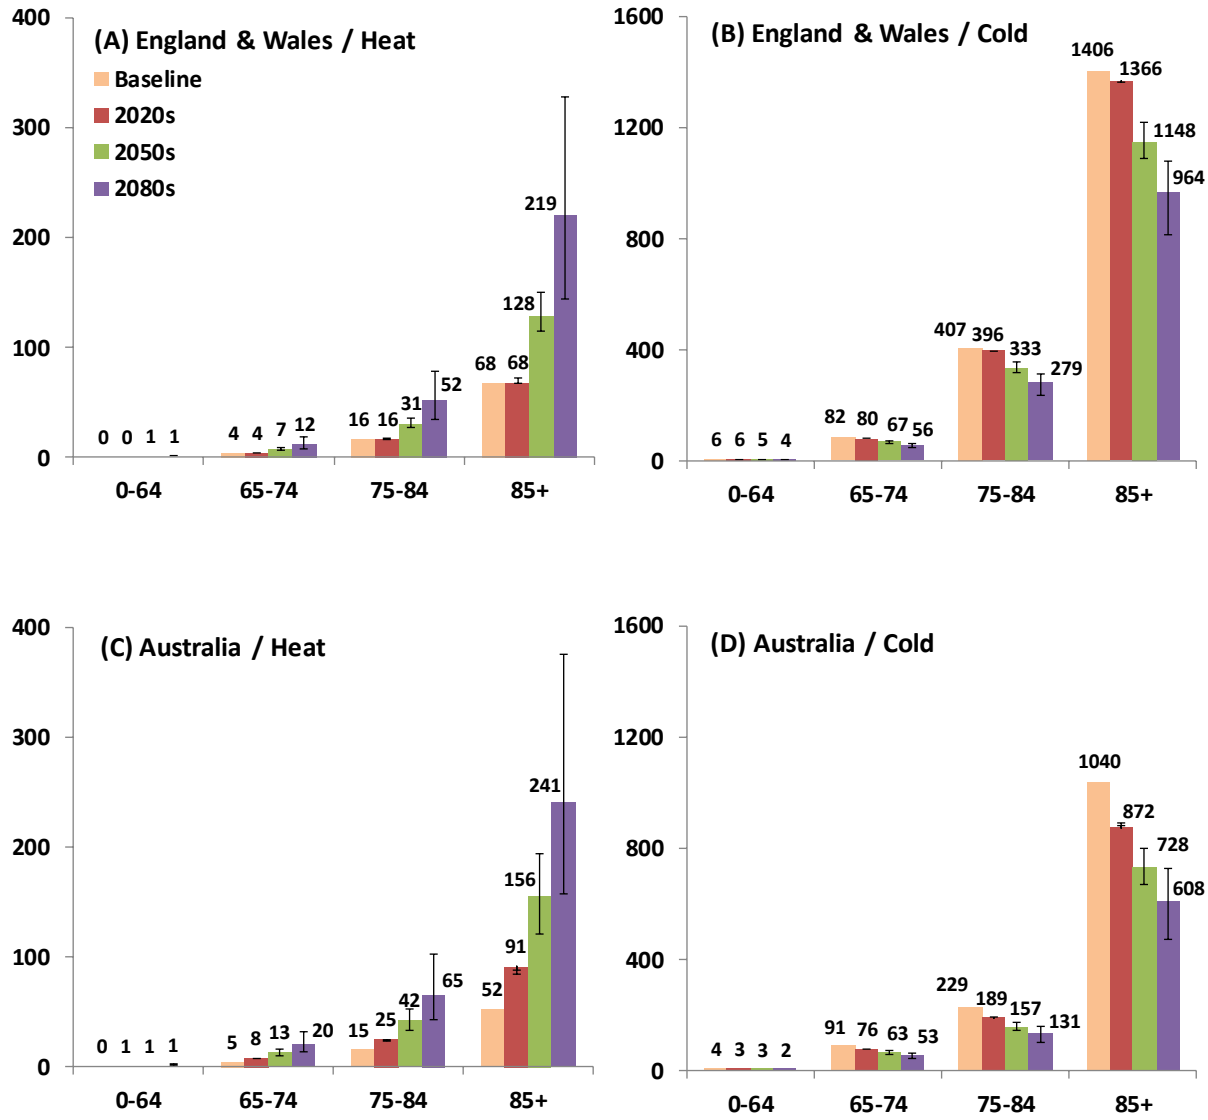 (A) England & Wales / Heat
Baseline
2020s
2050s
2080s
400
300
200
100
0
0 0 1 1
4 4 7 12
16 16 31 52
68 68 128 219
0-64 65-74 75-84 85+
(B) England & Wales / Cold
1600
1200
800
400
0
6 6 5 4
82 80 67 56
407 396 333 279
1406 1366 1148 964
0-64 65-74 75-84 85+
(C) Australia / Heat
400
300
200
100
0
0 1 1 1
5 8 13 20
15 25 42 65
52 91 156 241
0-64 65-74 75-84 85+
(D) Australia / Cold
1600
1200
800
400
0
4 3 3 2
91 76 63 53
229 189 157 131
1040 872 728 608
0-64 65-74 75-84 85+